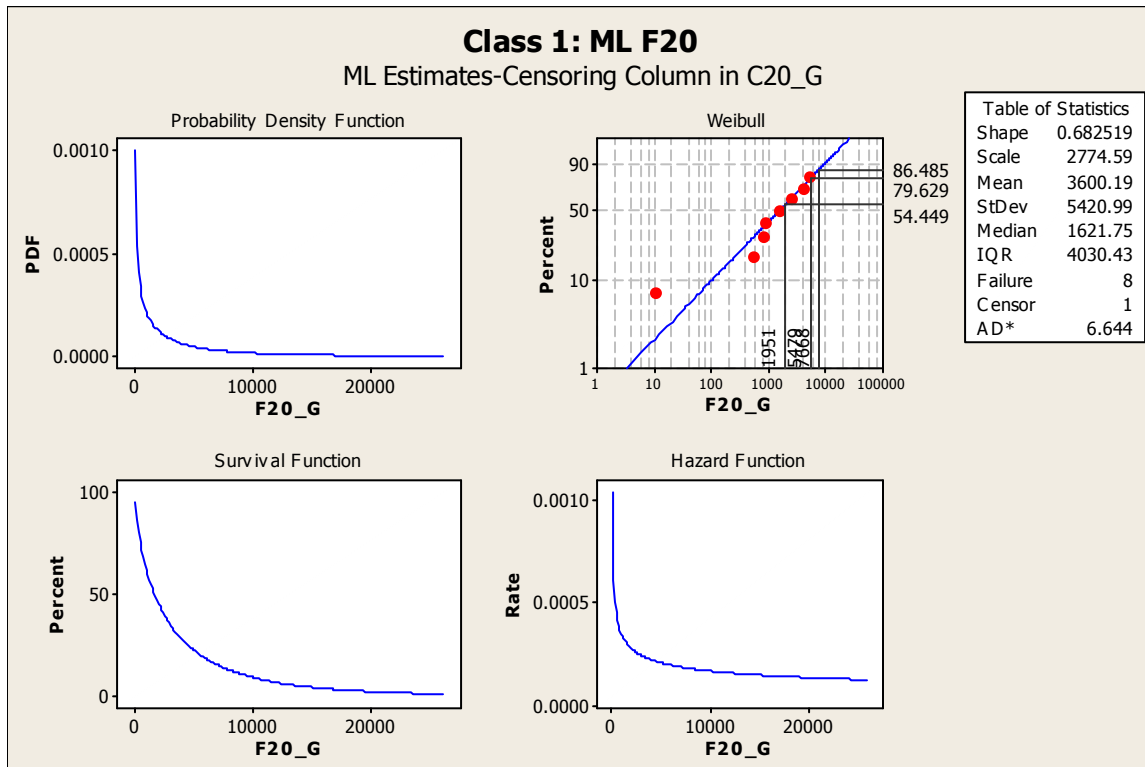 Class 1: ML F20
ML Estimates-Censoring Column in C20_G
Probability Density Function
0.0010
0.0005
0.0000
PDF
0 10000 20000
F20_G
Weibull
90
50
10
1
Percent
86.485
79.629
54.449
1951
5479
7668
1 10 100 1000 10000 100000
F20_G
Table of Statistics
Shape 0.682519
Scale 2774.59
Mean 3600.19
StDev 5420.99
Median 1621.75
IQR 4030.43
Failure 8
Censor 1
AD* 6.644
Survival Function
100
50
0
Percent
0 10000 20000
F20_G
Hazard Function
0.0010
0.0005
0.0000
Rate
0 10000 20000
F20_G